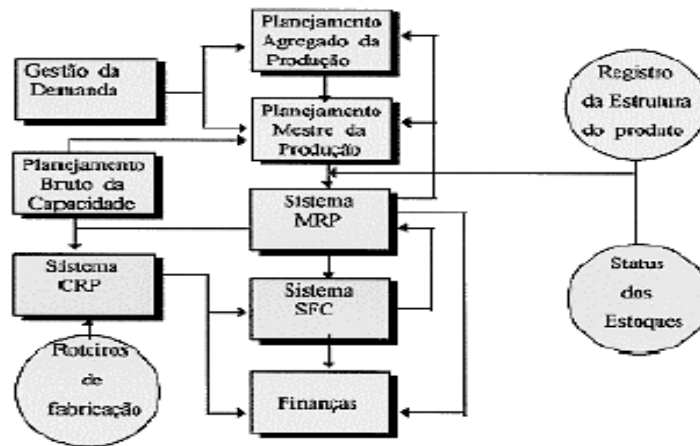 Planejamento
Agregado da
Produção
Gestão da
Demanda
Registro
da Estrutura
do produto
Planejamento
Mestre da
Produção
Planejamento
Bruto da
Capacidade
Sistema
MRP
Sistema
CRP
Sistema
SFC
Status
dos
Estoques
Roteiros
de
fabricação
Finanças